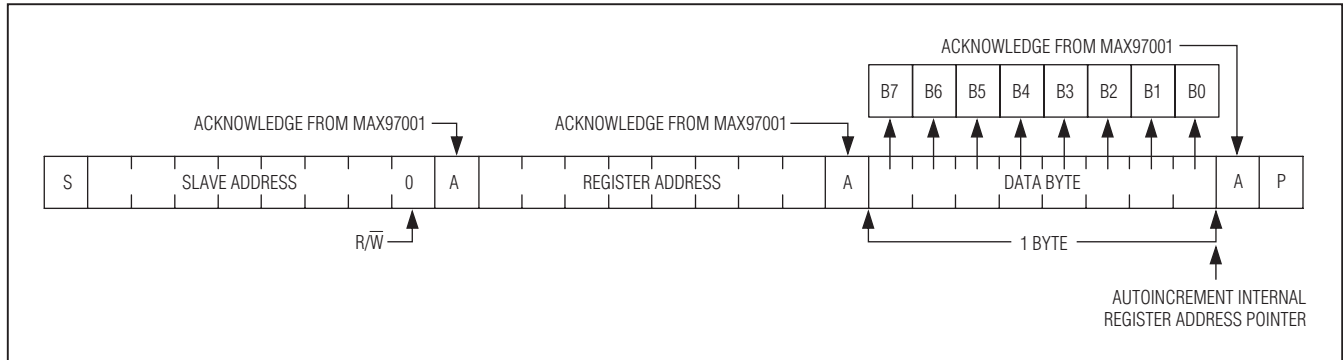 ACKNOWLEDGE FROM MAX97001
B7 B6 B5 B4 B3 B2 B1 B0
ACKNOWLEDGE FROM MAX97001 ACKNOWLEDGE FROM MAX97001
S SLAVE ADDRESS 0 A REGISTER ADDRESS A DATA BYTE A P
R/W̅ 1 BYTE
AUTOINCREMENT INTERNAL
REGISTER ADDRESS POINTER